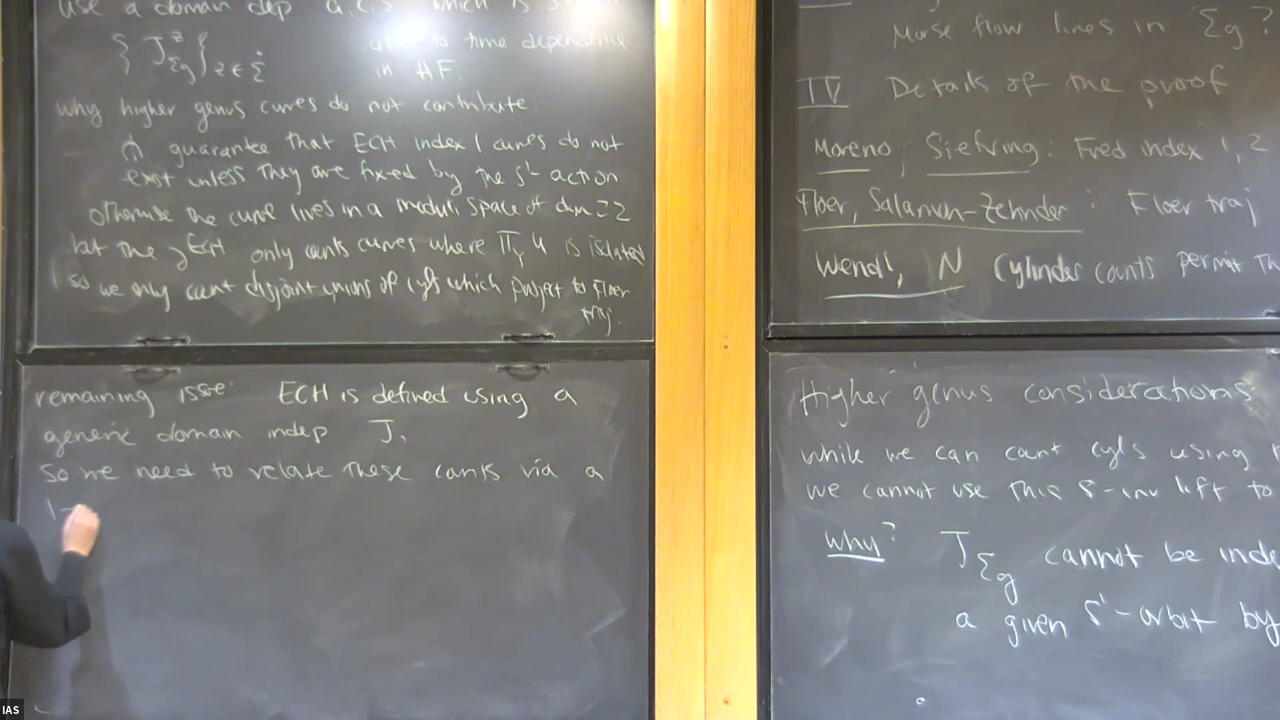 use a domain dep a.c.s which is
{ J^z_{Σg} }_{z ∈ Σ̇} to time dependence
in HF.
why higher genus curves do not contribute:
⋔ guarantee that ECH index 1 curves do not
exist unless they are fixed by the S¹-action
otherwise the curve lives in a moduli space of dim ≥ 2
but the ∂^{ECH} only counts curves where u is isolated
so we only count disjoint unions of cyls which project to Floer
traj.
remaining issue: ECH is defined using a
generic domain indep J,
so we need to relate these counts via a
1-
Morse flow lines in Σg?
IV Details of the proof
Moreno, Siefring: Fred index 1, 2
Floer, Salamon-Zehnder: Floer traj
Wendl, N Cylinder counts permit
Higher genus considerations
while we can count cyls using
we cannot use this S¹-inv lift to
why? J_{Σg} cannot be inde
a given S¹-orbit by
IAS